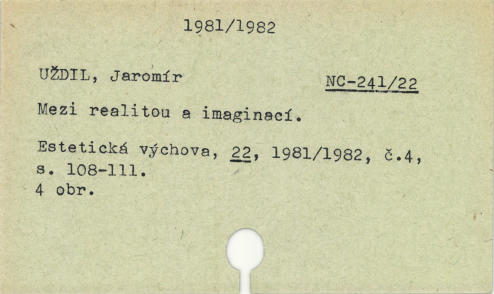 1981/1982
UŽDIL, Jaromír NC-241/22
Mezi realitou a imaginací.
Estetická výchova, 22, 1981/1982, č.4,
s. 108-111.
4 obr.